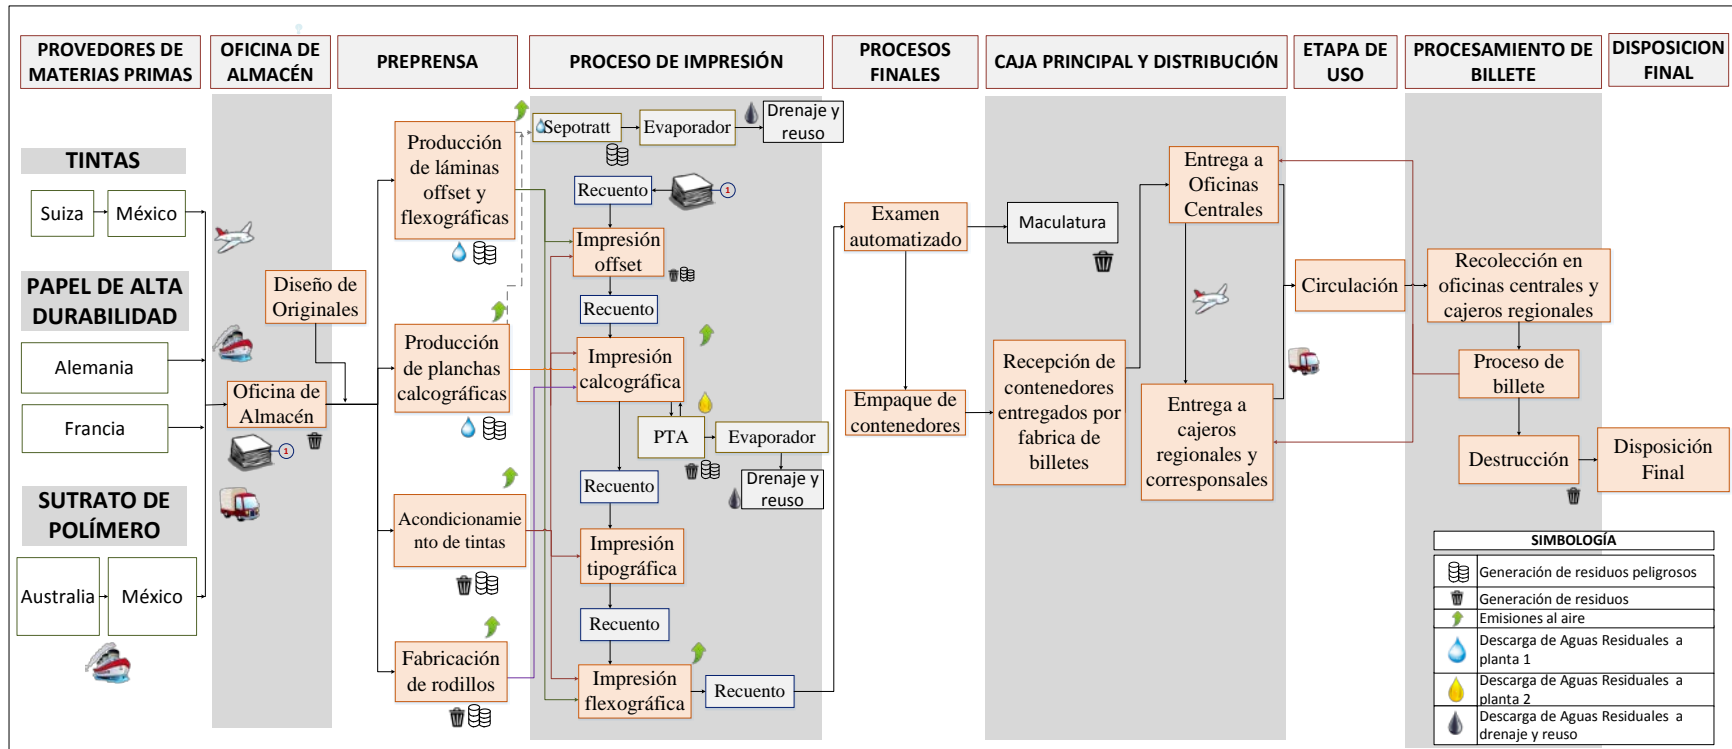 PROVEDORES DE
MATERIAS PRIMAS
OFICINA DE
ALMACÉN
PREPRENSA
PROCESO DE IMPRESIÓN
PROCESOS
FINALES
CAJA PRINCIPAL Y DISTRIBUCIÓN
ETAPA DE
USO
PROCESAMIENTO DE
BILLETE
DISPOSICION
FINAL
TINTAS
Suiza
México
PAPEL DE ALTA
DURABILIDAD
Alemania
Francia
SUTRATO DE
POLÍMERO
Australia
México
Diseño de
Originales
Oficina de
Almacén
1
Producción
de láminas
offset y
flexográficas
Producción
de planchas
calcográficas
Acondicionamie
nto de tintas
Fabricación
de rodillos
Sepotratt
Evaporador
Drenaje y
reuso
Recuento
1
Impresión
offset
Recuento
Impresión
calcográfica
PTA
Evaporador
Drenaje y
reuso
Recuento
Impresión
tipográfica
Recuento
Impresión
flexográfica
Recuento
Examen
automatizado
Maculatura
Empaque de
contenedores
Recepción de
contenedores
entregados por
fabrica de
billetes
Entrega a
Oficinas
Centrales
Entrega a
cajeros
regionales y
corresponsales
Circulación
Recolección en
oficinas centrales y
cajeros regionales
Proceso de
billete
Destrucción
Disposición
Final
SIMBOLOGÍA
Generación de residuos peligrosos
Generación de residuos
Emisiones al aire
Descarga de Aguas Residuales a
planta 1
Descarga de Aguas Residuales a
planta 2
Descarga de Aguas Residuales a
drenaje y reuso